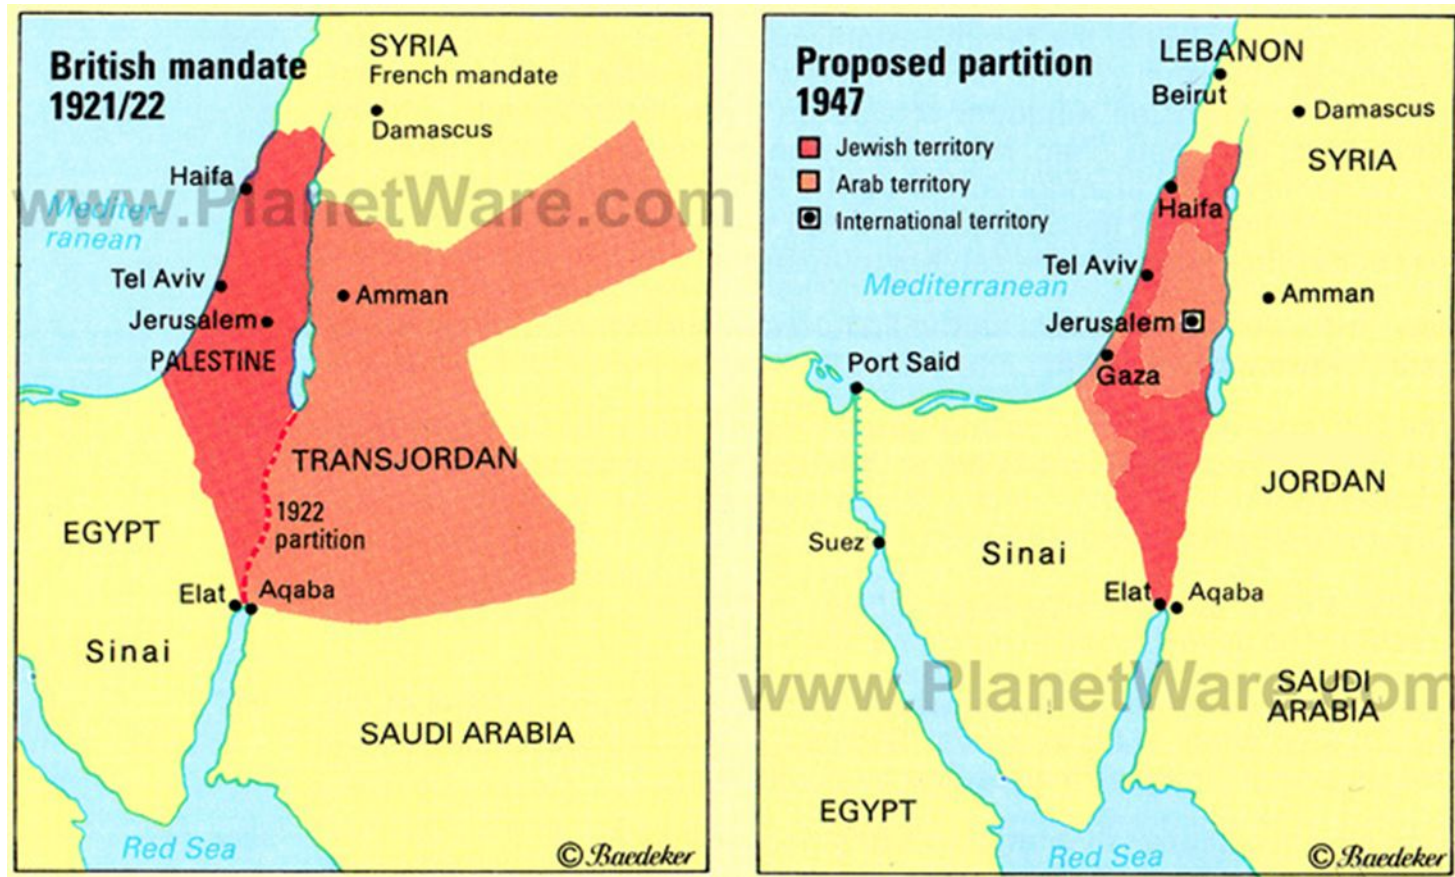 British mandate
1921/22
SYRIA
French mandate
Damascus
Haifa
www.PlanetWare.com
Mediter-
ranean
Tel Aviv
Amman
Jerusalem
PALESTINE
TRANSJORDAN
1922
partition
EGYPT
Elat
Aqaba
Sinai
SAUDI ARABIA
Red Sea
© Baedeker
Proposed partition
1947
Jewish territory
Arab territory
International territory
LEBANON
Beirut
Damascus
SYRIA
Haifa
Tel Aviv
Mediterranean
Amman
Jerusalem
Port Said
Gaza
JORDAN
Suez
Sinai
Elat
Aqaba
www.PlanetWare.com
SAUDI
ARABIA
EGYPT
Red Sea
© Baedeker